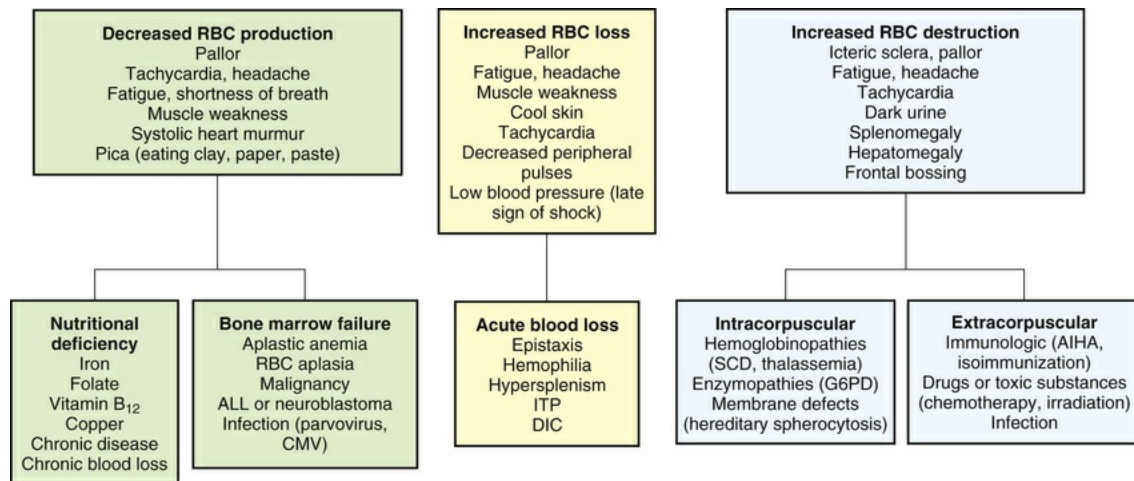 Decreased RBC production
Pallor
Tachycardia, headache
Fatigue, shortness of breath
Muscle weakness
Systolic heart murmur
Pica (eating clay, paper, paste)
Increased RBC loss
Pallor
Fatigue, headache
Muscle weakness
Cool skin
Tachycardia
Decreased peripheral
pulses
Low blood pressure (late
sign of shock)
Increased RBC destruction
Icteric sclera, pallor
Fatigue, headache
Tachycardia
Dark urine
Splenomegaly
Hepatomegaly
Frontal bossing
Nutritional
deficiency
Iron
Folate
Vitamin B₁₂
Copper
Chronic disease
Chronic blood loss
Bone marrow failure
Aplastic anemia
RBC aplasia
Malignancy
ALL or neuroblastoma
Infection (parvovirus,
CMV)
Acute blood loss
Epistaxis
Hemophilia
Hypersplenism
ITP
DIC
Intracorpuscular
Hemoglobinopathies
(SCD, thalassemia)
Enzymopathies (G6PD)
Membrane defects
(hereditary spherocytosis)
Extracorpuscular
Immunologic (AIHA,
isoimmunization)
Drugs or toxic substances
(chemotherapy, irradiation)
Infection